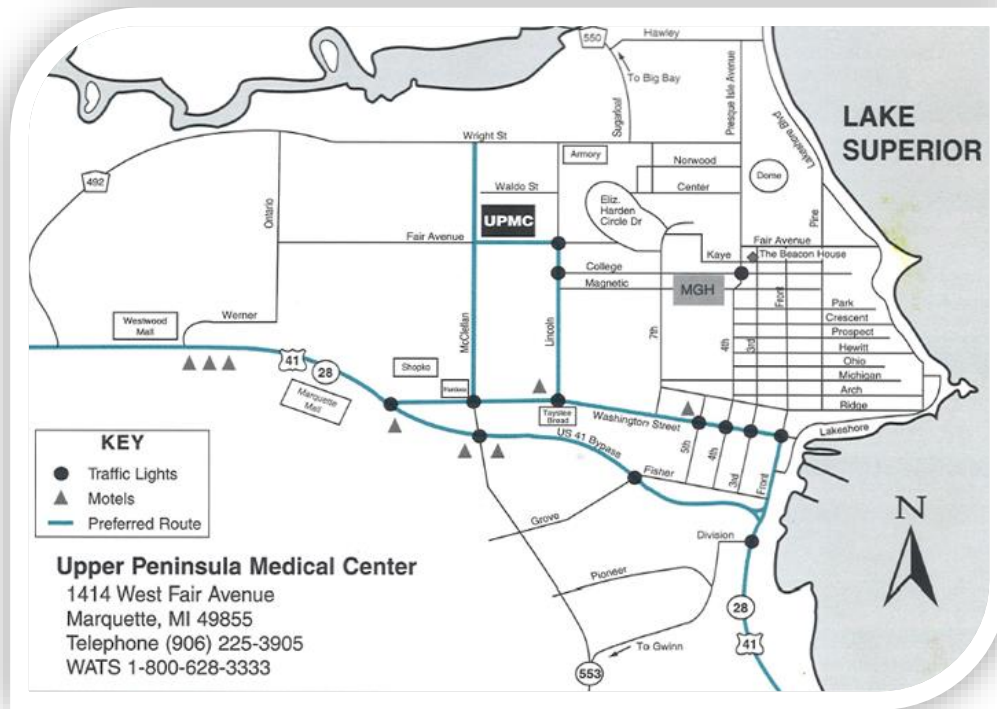 550
Hawley
To Big Bay
Sugarloaf
Presque Isle Avenue
Lakeshore Blvd
LAKE
SUPERIOR
Wright St
Armory
Norwood
Center
Dome
492
Ontario
Waldo St
Eliz.
Harden
Circle Dr
Pine
UPMC
Fair Avenue
Fair Avenue
Kaye
The Beacon House
College
Magnetic
MGH
Front
Park
Crescent
Prospect
Hewitt
Ohio
Michigan
Arch
Ridge
Westwood
Mall
Werner
McClellan
Lincoln
7th
4th
3rd
41
28
Shopko
Marquette
Mall
Taystee
Bread
Washington Street
Lakeshore
US 41 Bypass
5th
4th
3rd
Front
Fisher
Grove
Division
Pioneer
N
KEY
Traffic Lights
Motels
Preferred Route
28
41
To Gwinn
553
Upper Peninsula Medical Center
1414 West Fair Avenue
Marquette, MI 49855
Telephone (906) 225-3905
WATS 1-800-628-3333